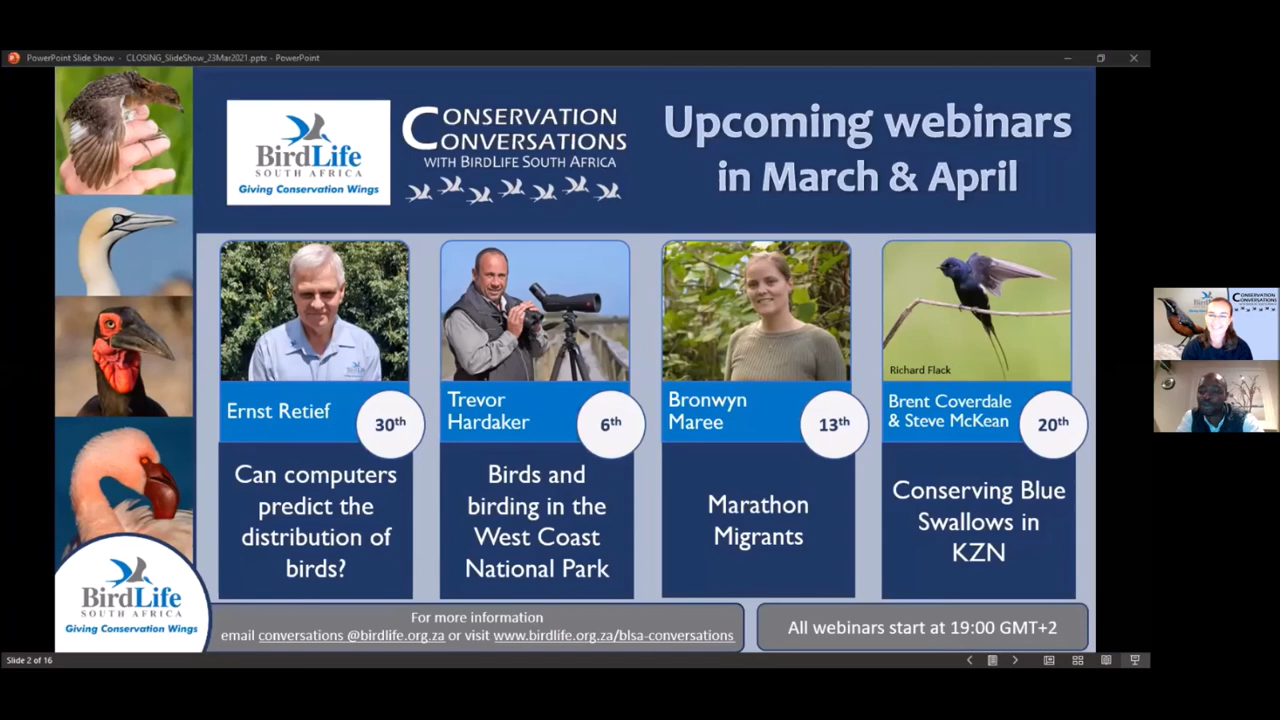 PowerPoint Slide Show - CLOSING_SlideShow_23Mar2021.pptx - PowerPoint
BirdLife
SOUTH AFRICA
Giving Conservation Wings
CONSERVATION
CONVERSATIONS
WITH BIRDLIFE SOUTH AFRICA
Upcoming webinars
in March & April
Richard Flack
Ernst Retief
30th
Trevor
Hardaker
6th
Bronwyn
Maree
13th
Brent Coverdale
& Steve McKean
20th
Can computers
predict the
distribution of
birds?
Birds and
birding in the
West Coast
National Park
Marathon
Migrants
Conserving Blue
Swallows in
KZN
BirdLife
SOUTH AFRICA
Giving Conservation Wings
For more information
email conversations @birdlife.org.za or visit www.birdlife.org.za/blsa-conversations
All webinars start at 19:00 GMT+2
Slide 2 of 16
CONSERVATION
CONVERSATIONS